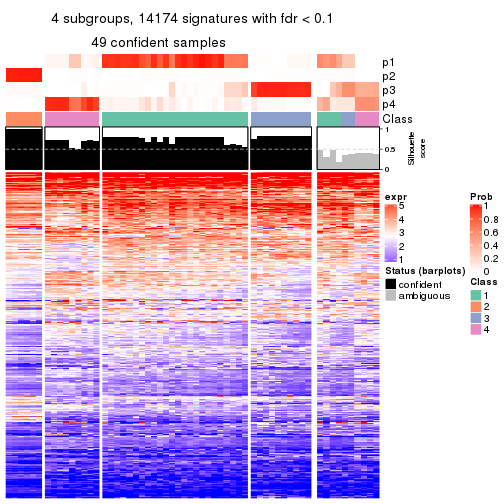 4 subgroups, 14174 signatures with fdr < 0.1
49 confident samples
p1
p2
p3
p4
Class
1
0.5
0
Silhouette
score
expr
5
4
3
2
1
Status (barplots)
confident
ambiguous
Prob
1
0.8
0.6
0.4
0.2
0
Class
1
2
3
4